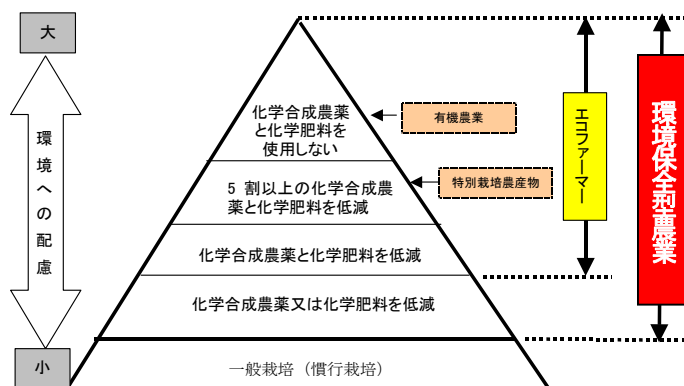 大
環境への配慮
小
化学合成農薬
と化学肥料を
使用しない
有機農業
5 割以上の化学合成農
薬と化学肥料を低減
特別栽培農産物
化学合成農薬と化学肥料を低減
化学合成農薬又は化学肥料を低減
一般栽培（慣行栽培）
エコファーマー
環境保全型農業